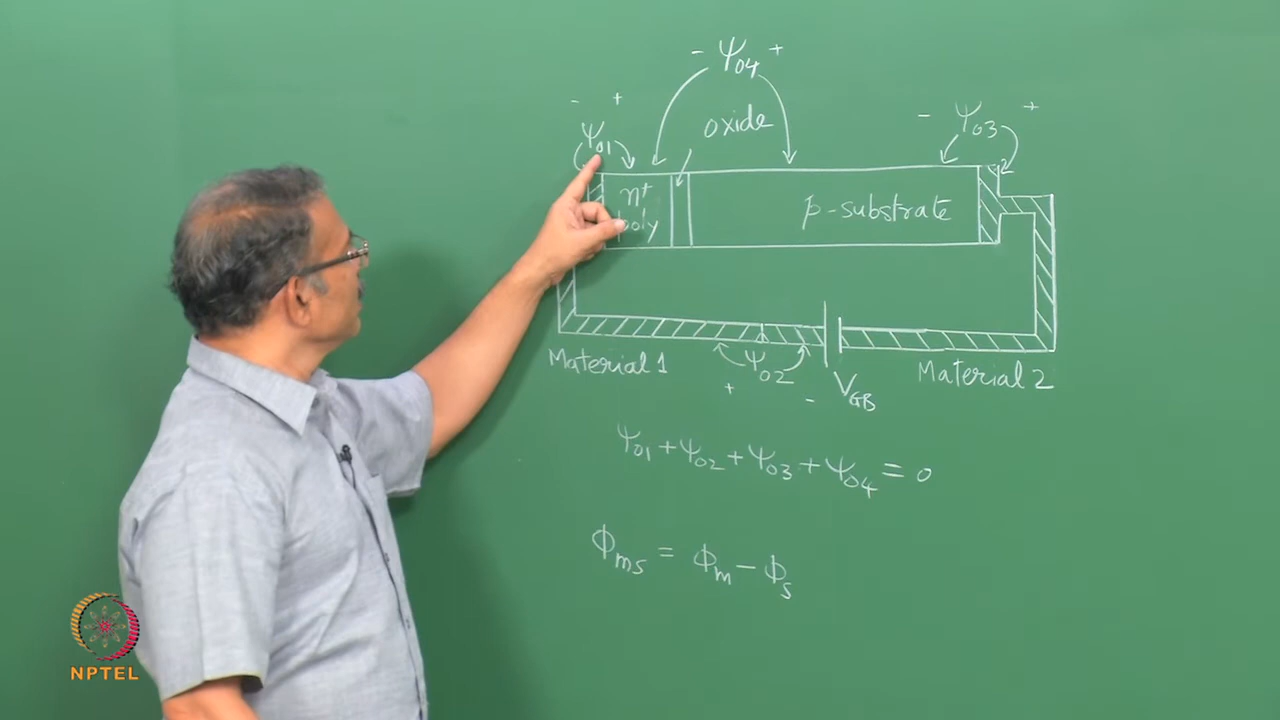 - Ψ04 +
- + oxide - Ψ03 +
Ψ01
n+ p-substrate
poly
Material 1 Ψ02 Material 2
+ - VGB
Ψ01 + Ψ02 + Ψ03 + Ψ04 = 0
Φms = Φm - Φs
NPTEL